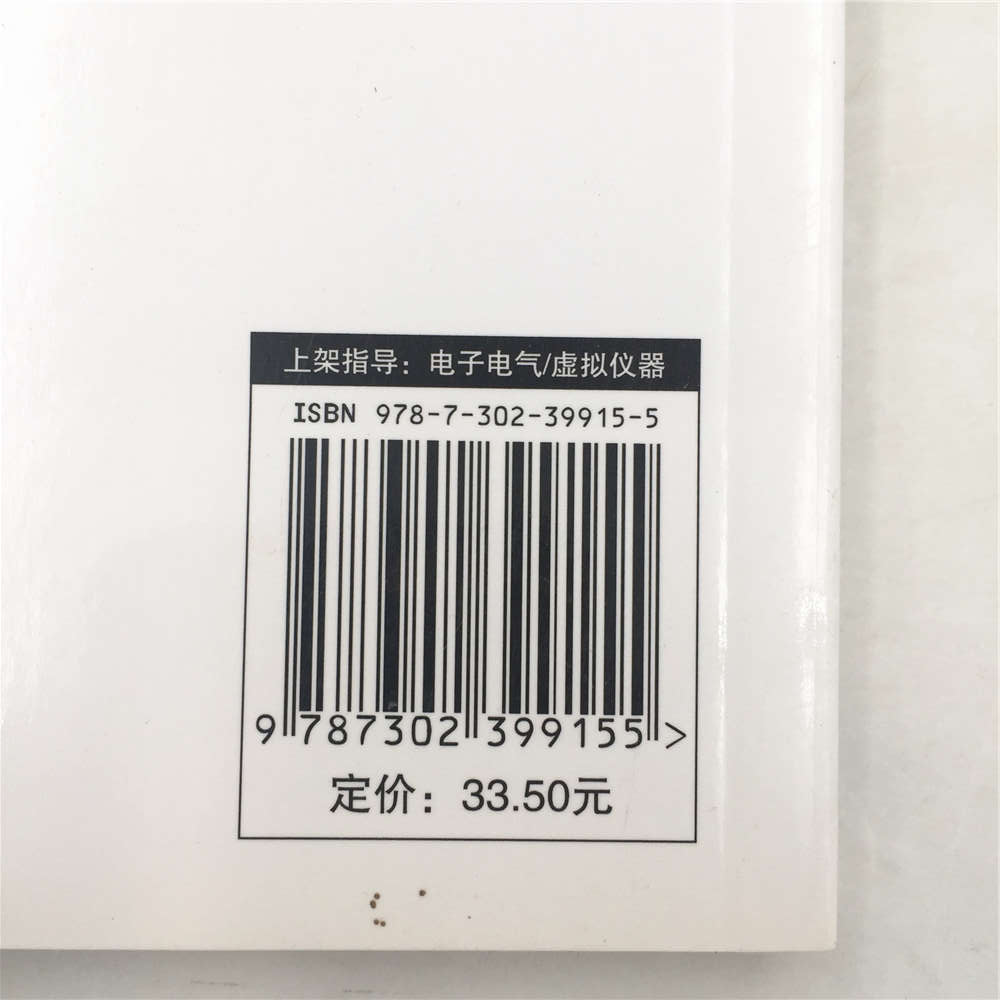 上架指导：电子电气/虚拟仪器
ISBN 978-7-302-39915-5
9 787302 399155 >
定价：33.50元